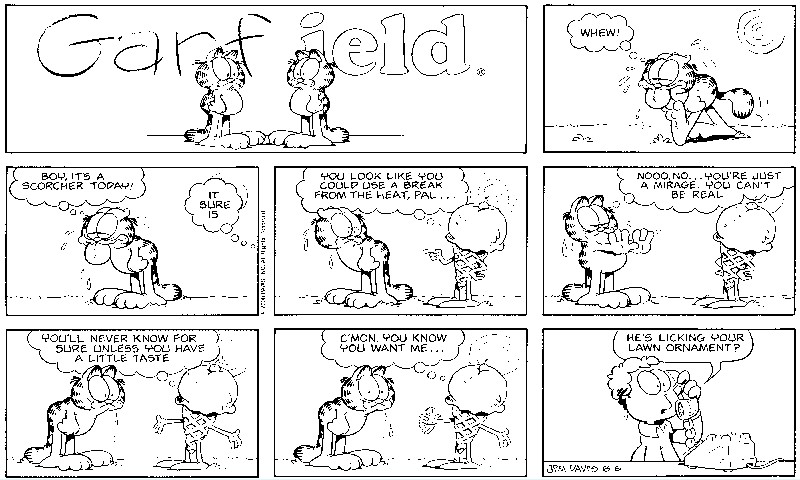 Garfield®
WHEW!
BOY, IT'S A
SCORCHER TODAY!
IT
SURE
IS
YOU LOOK LIKE YOU
COULD USE A BREAK
FROM THE HEAT, PAL...
NOOO, NO... YOU'RE JUST
A MIRAGE. YOU CAN'T
BE REAL
YOU'LL NEVER KNOW FOR
SURE UNLESS YOU HAVE
A LITTLE TASTE
C'MON. YOU KNOW
YOU WANT ME...
HE'S LICKING YOUR
LAWN ORNAMENT?
JIM DAVIS